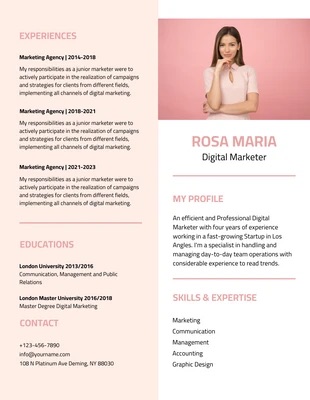 EXPERIENCES
Marketing Agency | 2014-2018
My responsibilities as a junior marketer were to
actively participate in the realization of campaigns
and strategies for clients from different fields,
implementing all channels of digital marketing.
Marketing Agency | 2018-2021
My responsibilities as a junior marketer were to
actively participate in the realization of campaigns
and strategies for clients from different fields,
implementing all channels of digital marketing.
Marketing Agency | 2021-2023
My responsibilities as a junior marketer were to
actively participate in the realization of campaigns
and strategies for clients from different fields,
implementing all channels of digital marketing.
EDUCATIONS
London University 2013/2016
Communication, Management and Public
Relations
London Master University 2016/2018
Master Degree Digital Marketing
CONTACT
+123-456-7890
info@yourname.com
108 N Platinum Ave Deming, NY 88030
ROSA MARIA
Digital Marketer
MY PROFILE
An efficient and Professional Digital
Marketer with four years of experience
working in a fast-growing Startup in Los
Angles. I'm a specialist in handling and
managing day-to-day team operations with
considerable experience to read trends.
SKILLS & EXPERTISE
Marketing
Communication
Management
Accounting
Graphic Design